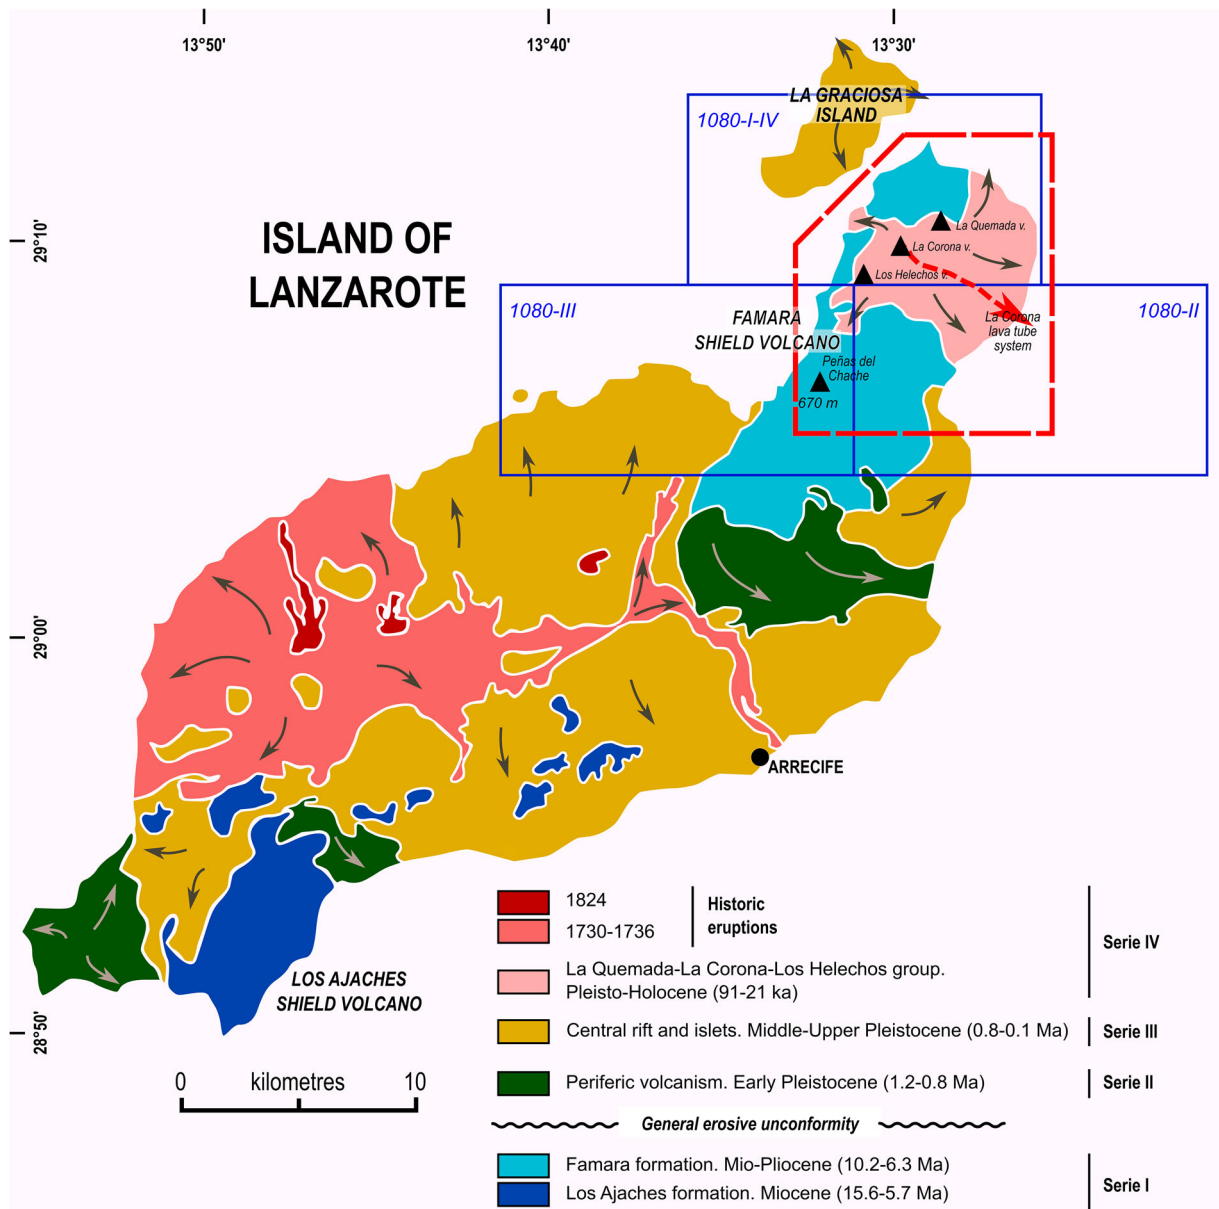 13°50'
13°40'
13°30'
LA GRACIOSA
ISLAND
1080-I-IV
29°10'
ISLAND OF
LANZAROTE
La Quemada v.
La Corona v.
Los Helechos v.
1080-III
1080-II
FAMARA
SHIELD VOLCANO
La Corona
lava tube
system
Peñas del
Chache
670 m
29°00'
ARRECIFE
LOS AJACHES
SHIELD VOLCANO
28°50'
0 kilometres 10
1824
1730-1736
Historic
eruptions
La Quemada-La Corona-Los Helechos group.
Pleisto-Holocene (91-21 ka)
Serie IV
Central rift and islets. Middle-Upper Pleistocene (0.8-0.1 Ma)
Serie III
Periferic volcanism. Early Pleistocene (1.2-0.8 Ma)
Serie II
General erosive unconformity
Famara formation. Mio-Pliocene (10.2-6.3 Ma)
Los Ajaches formation. Miocene (15.6-5.7 Ma)
Serie I